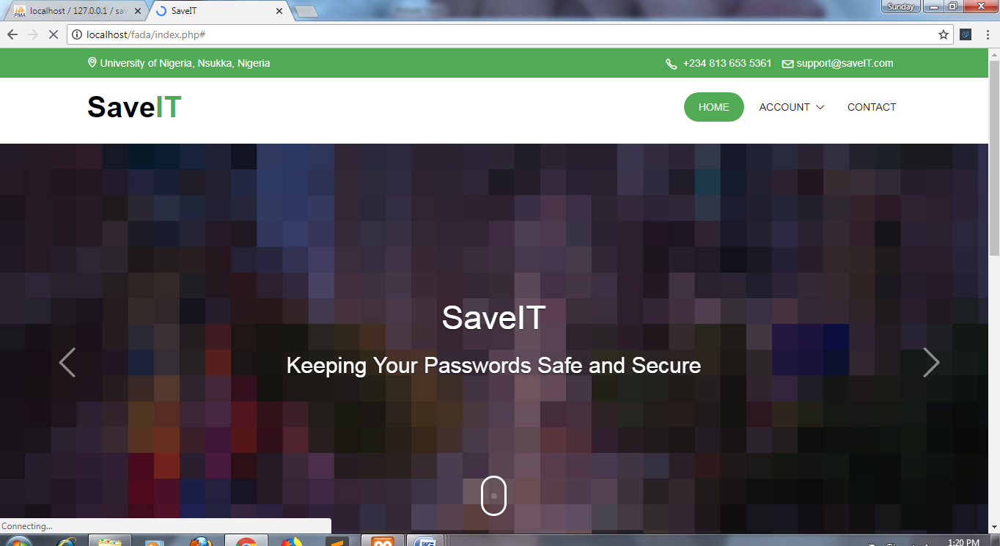 localhost / 127.0.0.1 / sav
SaveIT
Sunday
localhost/fada/index.php#
University of Nigeria, Nsukka, Nigeria
+234 813 653 5361
support@saveIT.com
SaveIT
HOME
ACCOUNT
CONTACT
SaveIT
Keeping Your Passwords Safe and Secure
Connecting...
1:20 PM